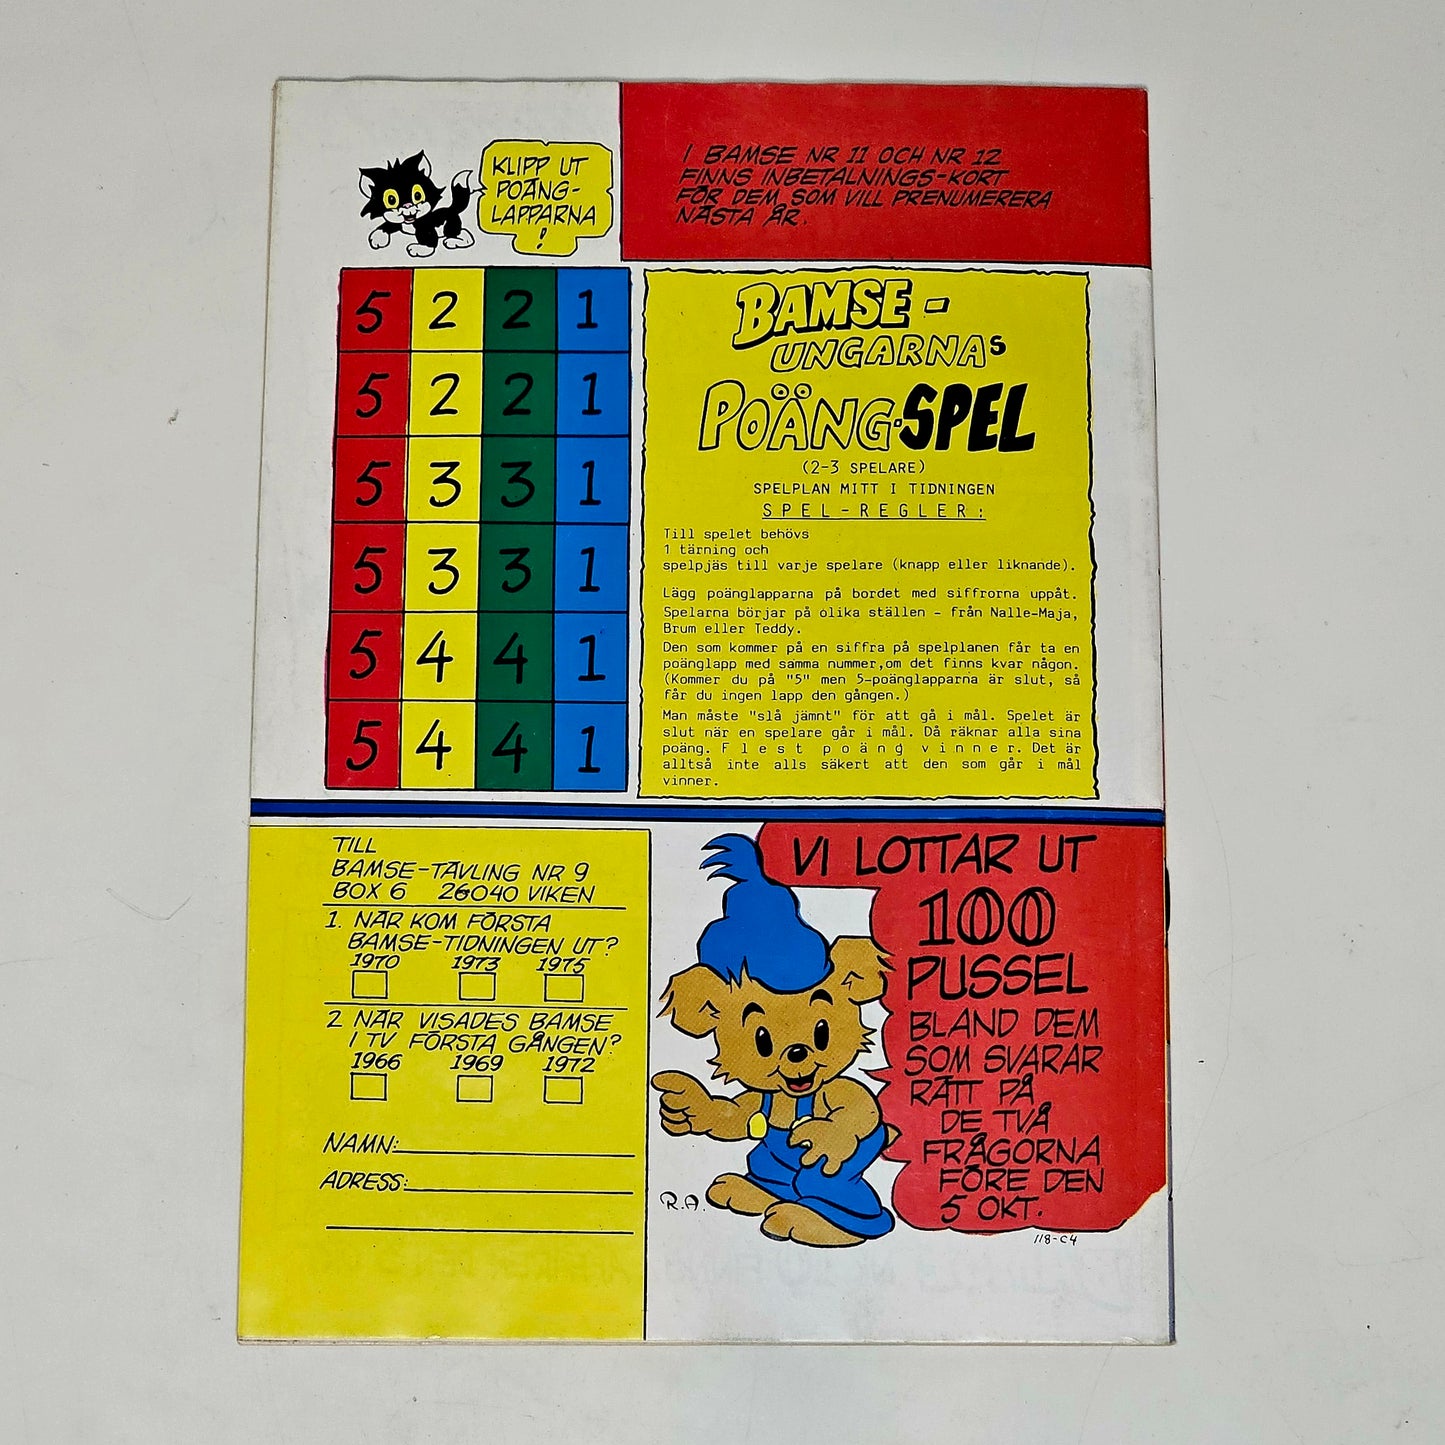 KLIPP UT
POÄNG-
LAPPARNA
!
I BAMSE NR 11 OCH NR 12
FINNS INBETALNINGS-KORT
FÖR DEM SOM VILL PRENUMERERA
NÄSTA ÅR.
5 2 2 1
5 2 2 1
5 3 3 1
5 3 3 1
5 4 4 1
5 4 4 1
BAMSE-
UNGARNAS
POÄNG-SPEL
(2-3 SPELARE)
SPELPLAN MITT I TIDNINGEN
SPEL-REGLER:
Till spelet behövs
1 tärning och
spelpjäs till varje spelare (knapp eller liknande).
Lägg poänglapparna på bordet med siffrorna uppåt.
Spelarna börjar på olika ställen - från Nalle-Maja,
Brum eller Teddy.
Den som kommer på en siffra på spelplanen får ta en
poänglapp med samma nummer,om det finns kvar någon.
(Kommer du på "5" men 5-poänglapparna är slut, så
får du ingen lapp den gången.)
Man måste "slå jämnt" för att gå i mål. Spelet är
slut när en spelare går i mål. Då räknar alla sina
poäng. Flest poäng vinner. Det är
alltså inte alls säkert att den som går i mål
vinner.
TILL
BAMSE-TÄVLING NR 9
BOX 6 26040 VIKEN
1. NÄR KOM FÖRSTA
BAMSE-TIDNINGEN UT?
1970 1973 1975
2 NÄR VISADES BAMSE
I TV FÖRSTA GÅNGEN?
1966 1969 1972
NAMN:
ADRESS:
VI LOTTAR UT
100
PUSSEL
BLAND DEM
SOM SVARAR
RÄTT PÅ
DE TVÅ
FRÅGORNA
FÖRE DEN
5 OKT.
R.A.
118-C4